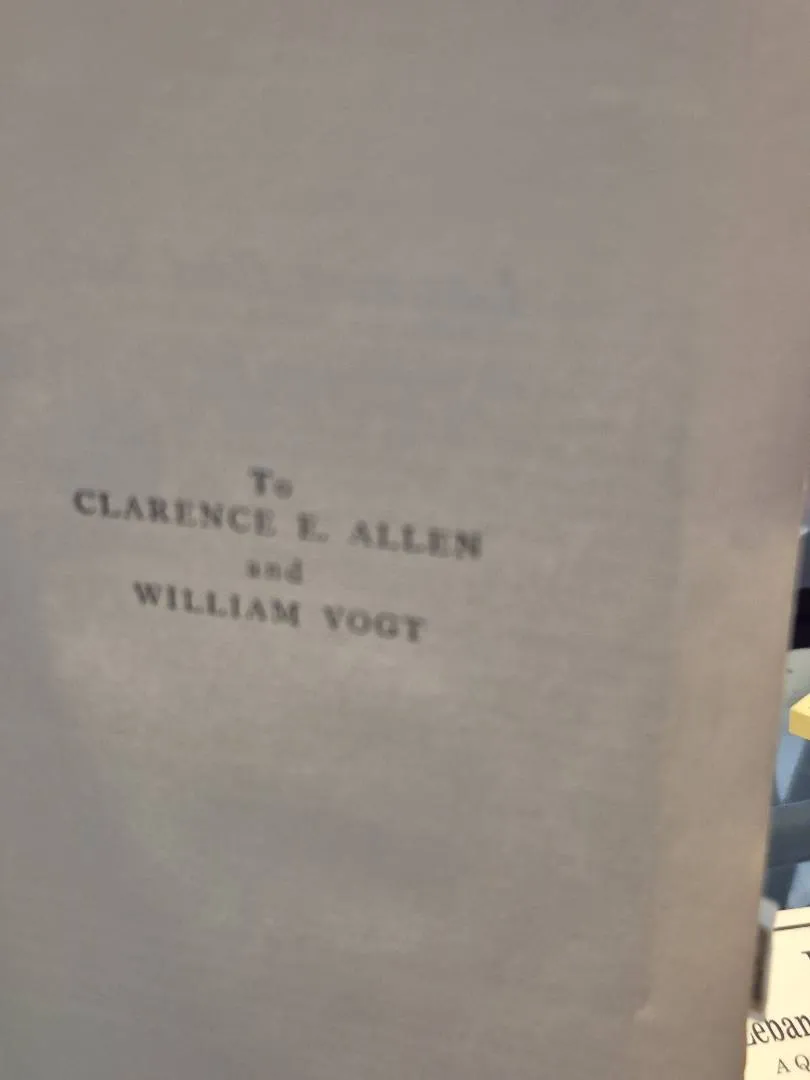 To
CLARENCE E. ALLEN
and
WILLIAM VOGT
A Q